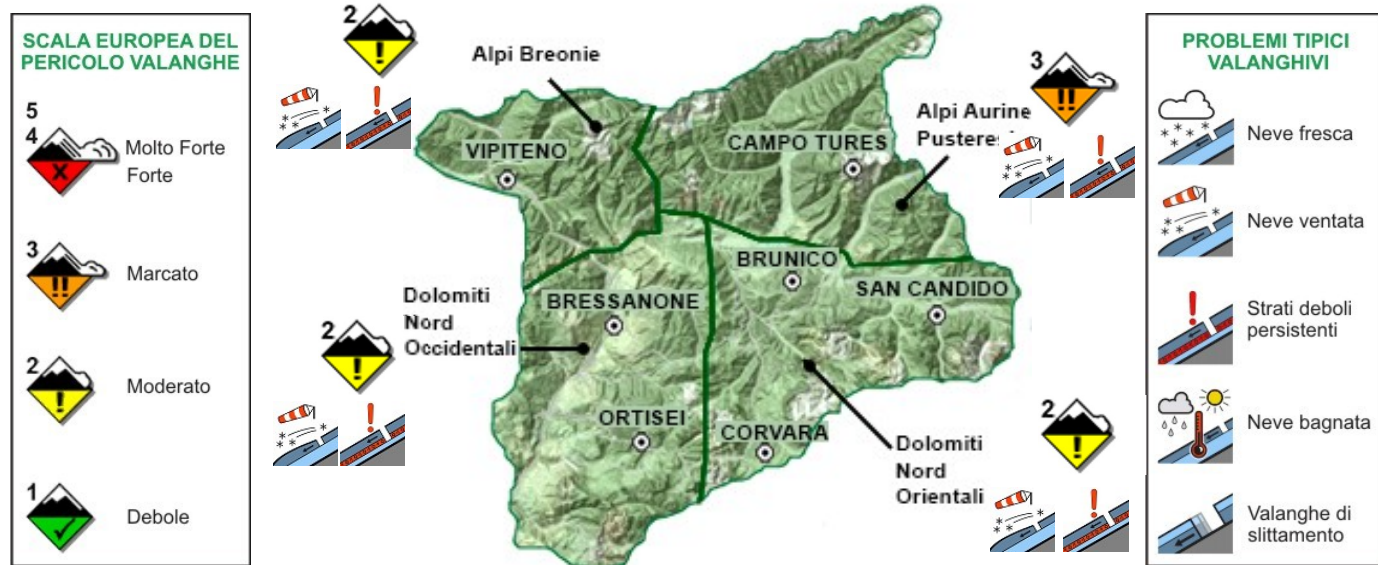 SCALA EUROPEA DEL
PERICOLO VALANGHE
5
4
Molto Forte
Forte
3
Marcato
2
Moderato
1
Debole
2
Alpi Breonie
VIPITENO
CAMPO TURES
Alpi Aurine
Pusteres
3
BRUNICO
SAN CANDIDO
BRESSANONE
Dolomiti
Nord
Occidentali
2
ORTISEI
CORVARA
Dolomiti
Nord
Orientali
2
PROBLEMI TIPICI
VALANGHIVI
Neve fresca
Neve ventata
Strati deboli
persistenti
Neve bagnata
Valanghe di
slittamento